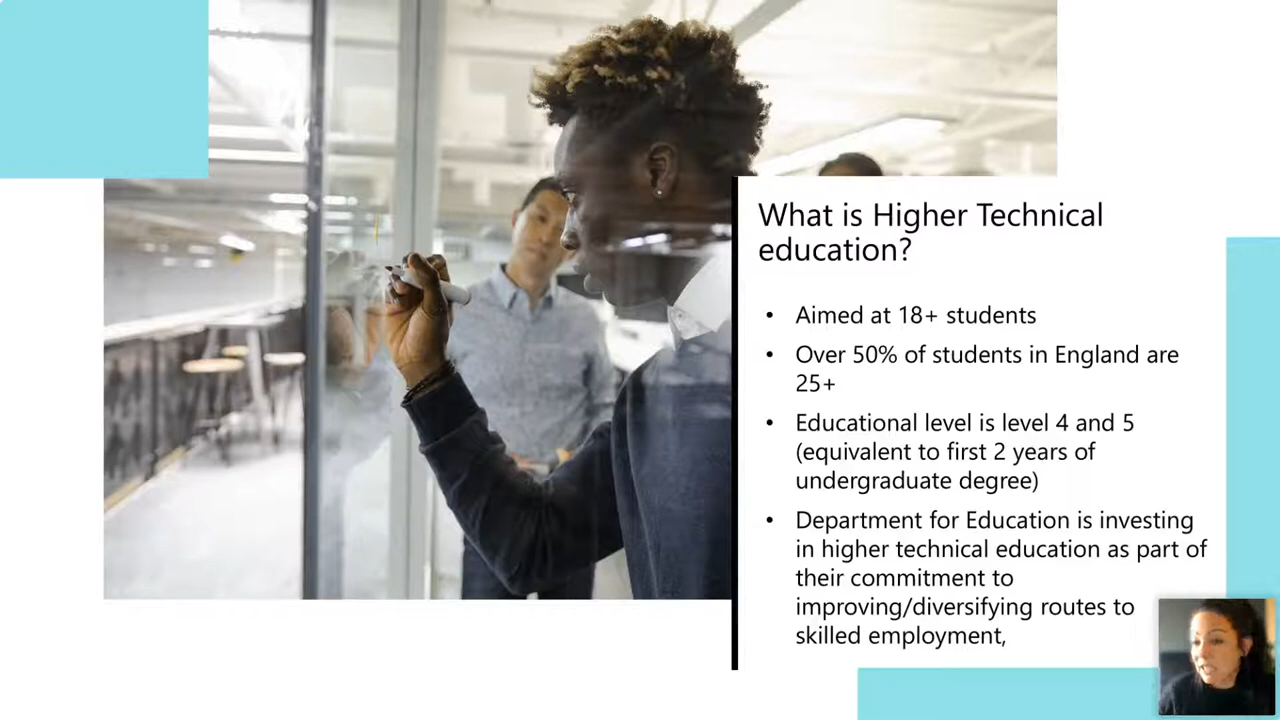 What is Higher Technical
education?
• Aimed at 18+ students
• Over 50% of students in England are
25+
• Educational level is level 4 and 5
(equivalent to first 2 years of
undergraduate degree)
• Department for Education is investing
in higher technical education as part of
their commitment to
improving/diversifying routes to
skilled employment,